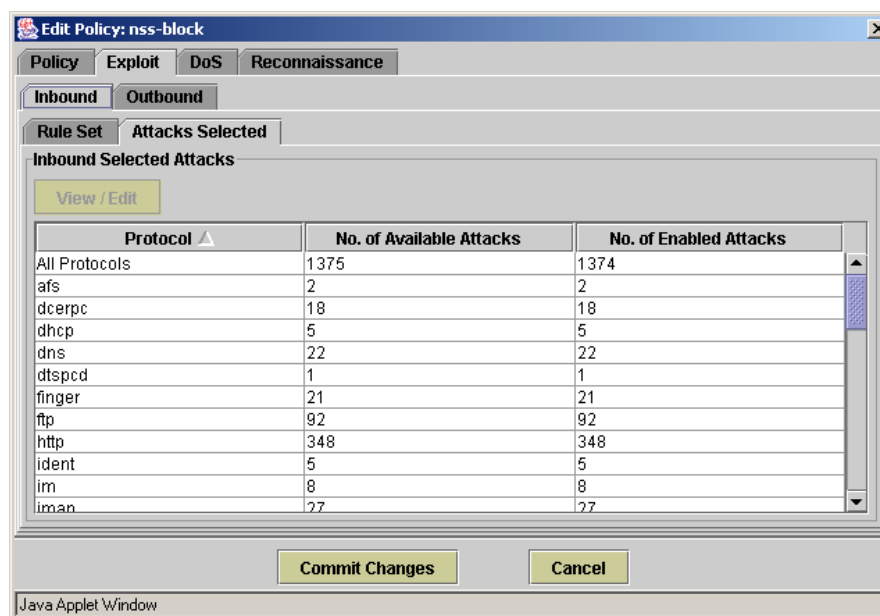 Edit Policy: nss-block
Policy Exploit DoS Reconnaissance
Inbound Outbound
Rule Set Attacks Selected
Inbound Selected Attacks
View / Edit
Protocol No. of Available Attacks No. of Enabled Attacks
All Protocols 1375 1374
afs 2 2
dcerpc 18 18
dhcp 5 5
dns 22 22
dtspcd 1 1
finger 21 21
ftp 92 92
http 348 348
ident 5 5
im 8 8
imap 27 27
Commit Changes Cancel
Java Applet Window